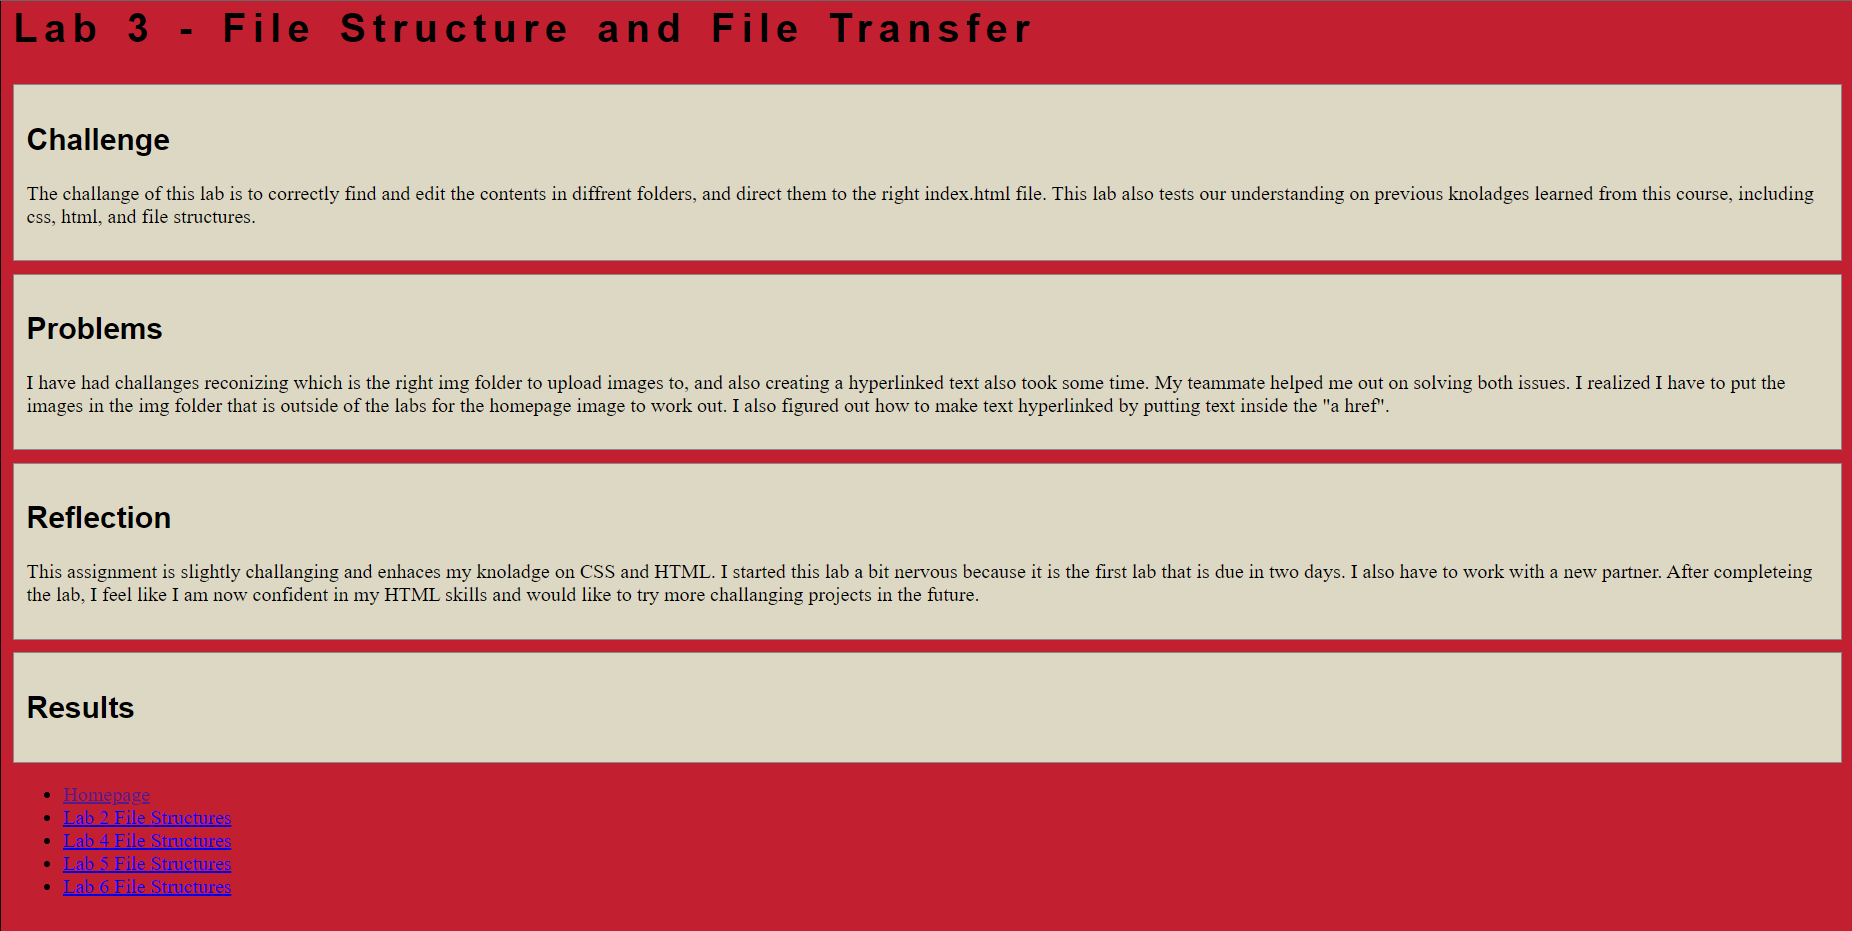 Lab 3 - File Structure and File Transfer
Challenge
The challange of this lab is to correctly find and edit the contents in diffrent folders, and direct them to the right index.html file. This lab also tests our understanding on previous knoladges learned from this course, including
css, html, and file structures.
Problems
I have had challanges reconizing which is the right img folder to upload images to, and also creating a hyperlinked text also took some time. My teammate helped me out on solving both issues. I realized I have to put the
images in the img folder that is outside of the labs for the homepage image to work out. I also figured out how to make text hyperlinked by putting text inside the "a href".
Reflection
This assignment is slightly challanging and enhaces my knoladge on CSS and HTML. I started this lab a bit nervous because it is the first lab that is due in two days. I also have to work with a new partner. After completeing
the lab, I feel like I am now confident in my HTML skills and would like to try more challanging projects in the future.
Results
Homepage
Lab 2 File Structures
Lab 4 File Structures
Lab 5 File Structures
Lab 6 File Structures